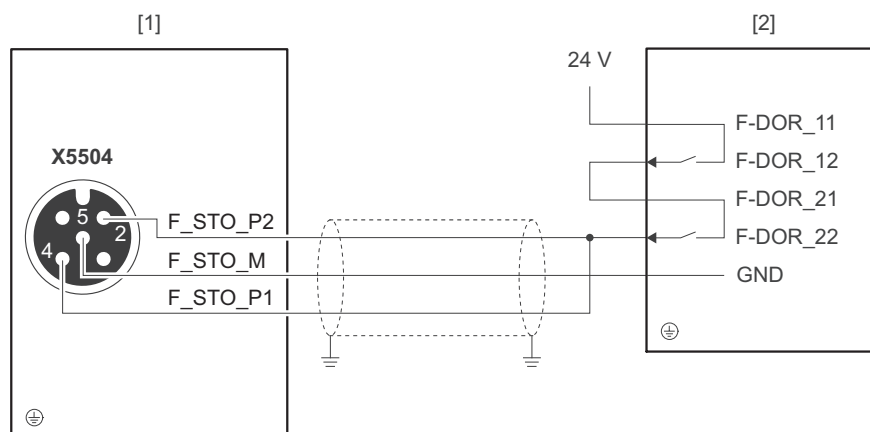 [1]
[2]
24 V
X5504
5
2
4
F_STO_P2
F_STO_M
F_STO_P1
F-DOR_11
F-DOR_12
F-DOR_21
F-DOR_22
GND